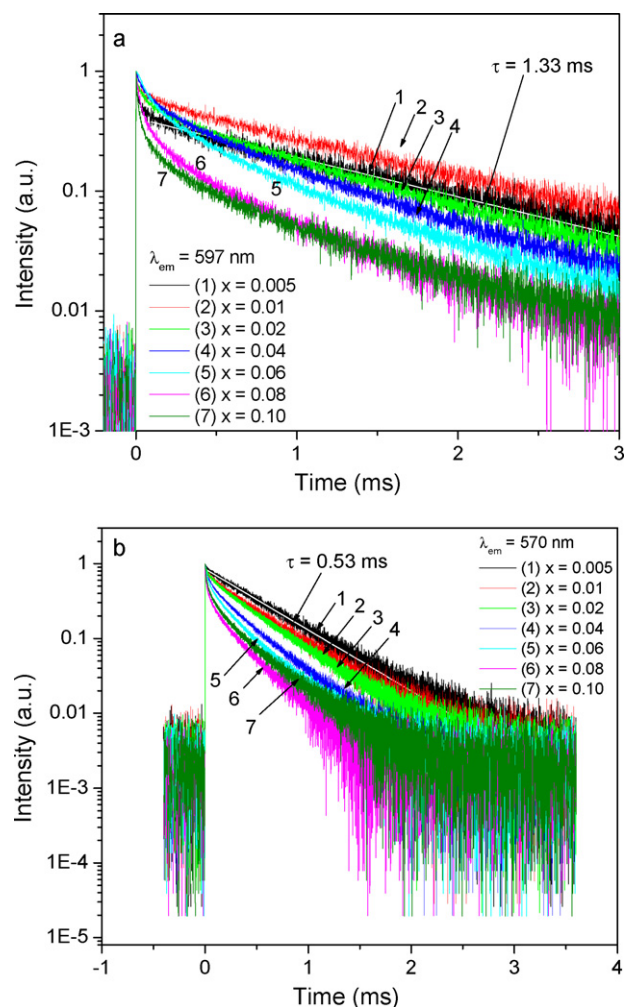 a
1
0.1
0.01
1E-3
Intensity (a.u.)
τ = 1.33 ms
1
2
3
4
5
6
7
λem = 597 nm
(1) x = 0.005
(2) x = 0.01
(3) x = 0.02
(4) x = 0.04
(5) x = 0.06
(6) x = 0.08
(7) x = 0.10
0 1 2 3
Time (ms)
b
1
0.1
0.01
1E-3
1E-4
1E-5
Intensity (a.u.)
τ = 0.53 ms
1
2
3
4
5
6
7
λem = 570 nm
(1) x = 0.005
(2) x = 0.01
(3) x = 0.02
(4) x = 0.04
(5) x = 0.06
(6) x = 0.08
(7) x = 0.10
-1 0 1 2 3 4
Time (ms)